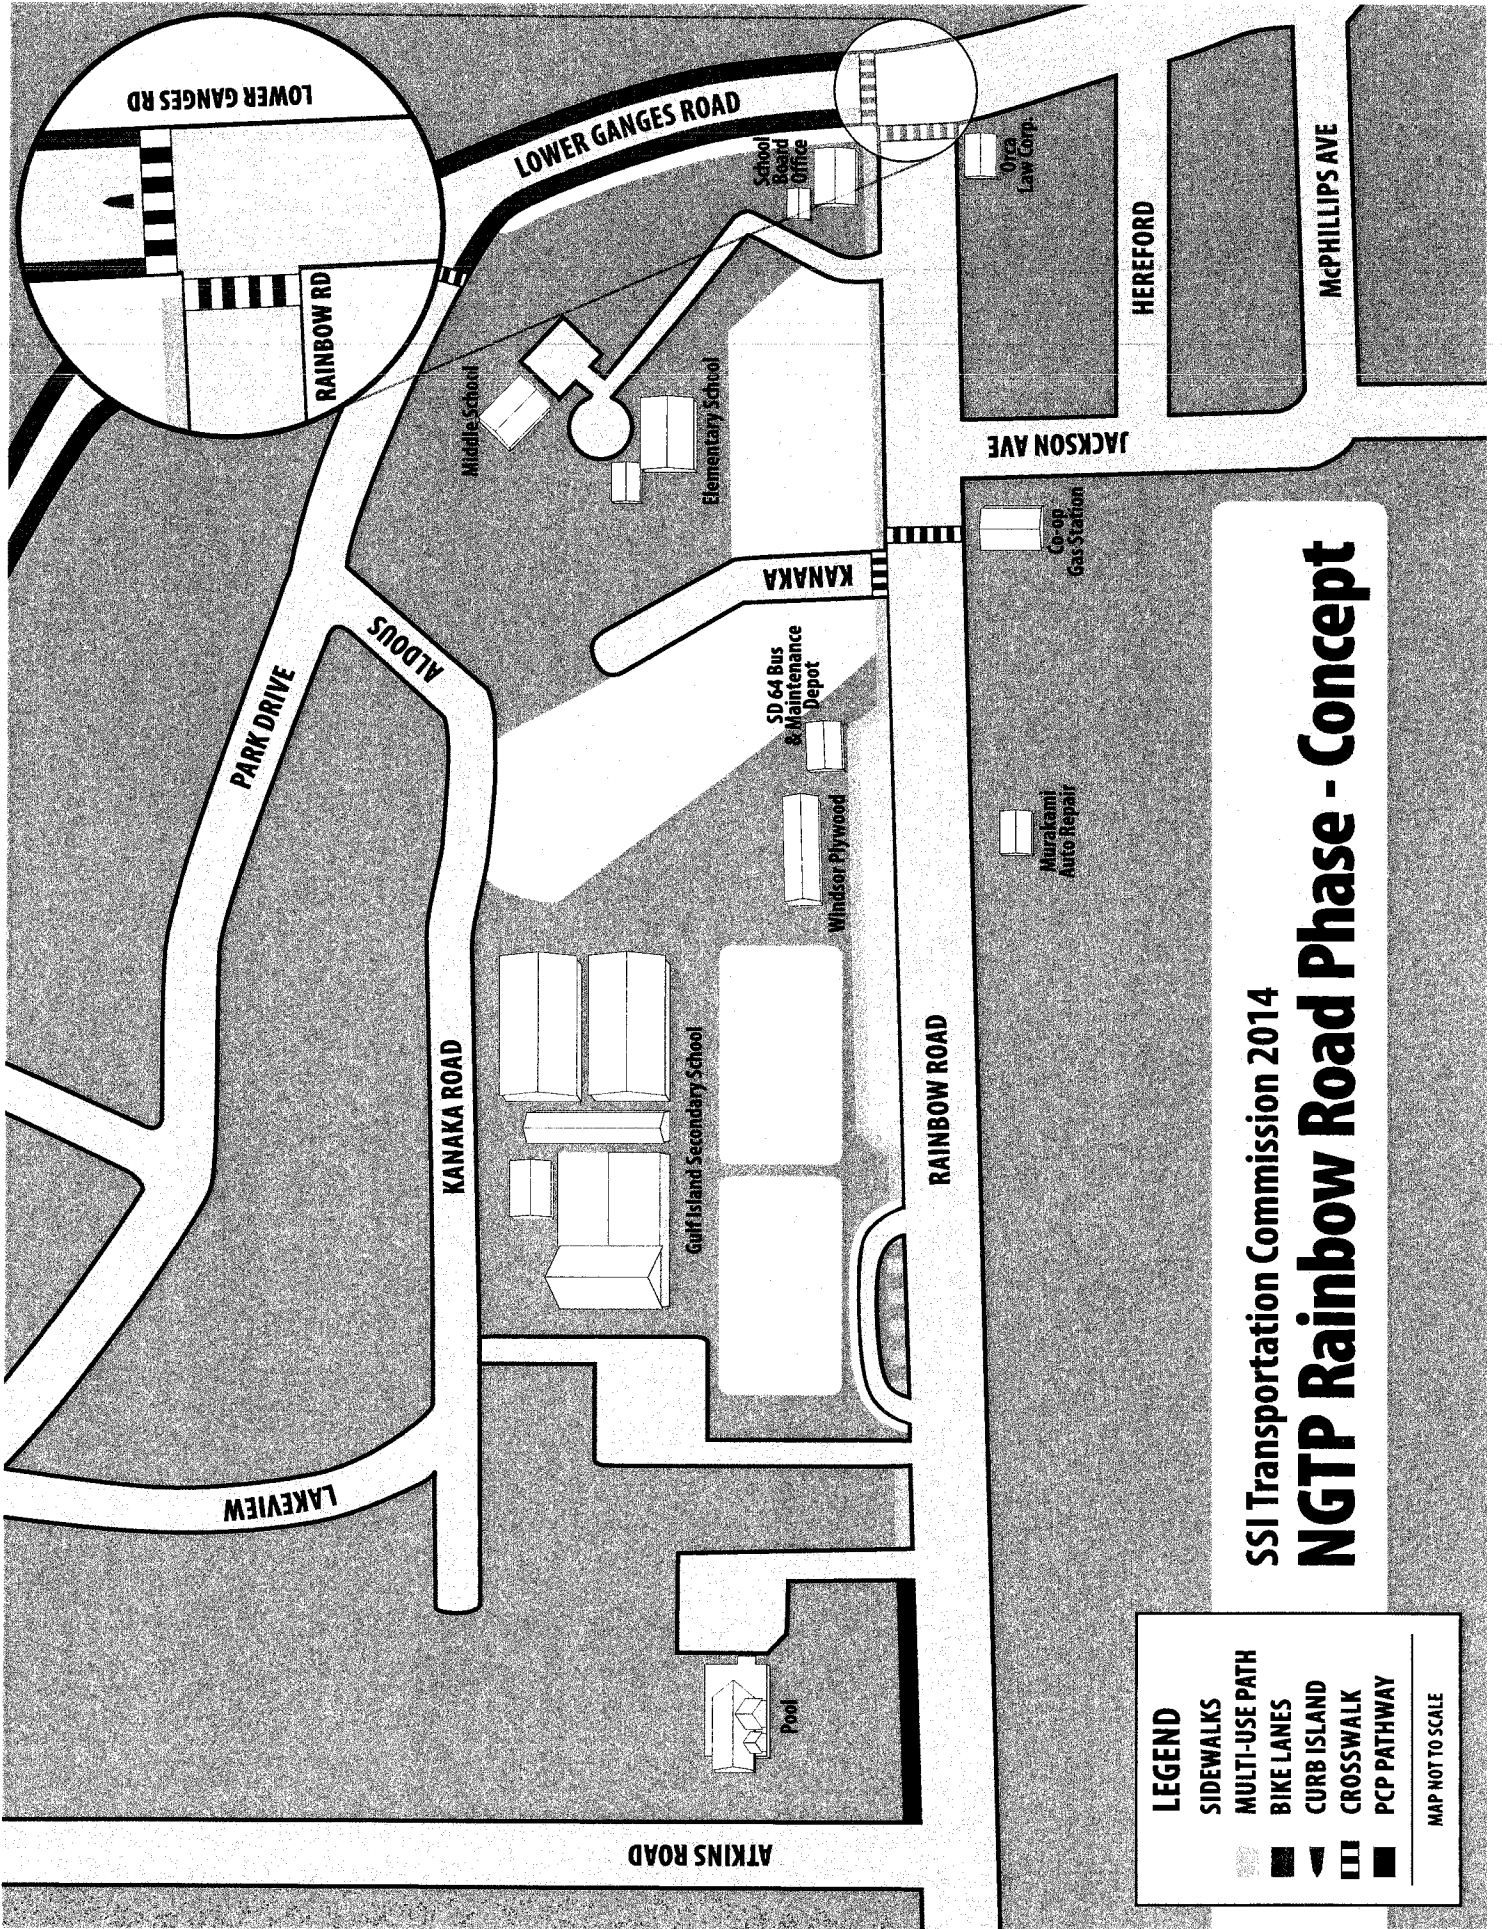 LOWER GANGES RD
RAINBOW RD
LOWER GANGES ROAD
School
Board
Office
Orca
Law Corp.
HEREFORD
McPHILLIPS AVE
JACKSON AVE
Middle School
Elementary School
Co-op
Gas Station
KANAKA
ALDOUS
PARK DRIVE
SD 64 Bus
& Maintenance
Depot
Windsor Plywood
Murakami
Auto Repair
KANAKA ROAD
Gulf Island Secondary School
RAINBOW ROAD
LAKEVIEW
Pool
ATKINS ROAD
SSI Transportation Commission 2014
NGTP Rainbow Road Phase - Concept
LEGEND
SIDEWALKS
MULTI-USE PATH
BIKE LANES
CURB ISLAND
CROSSWALK
PCP PATHWAY
MAP NOT TO SCALE